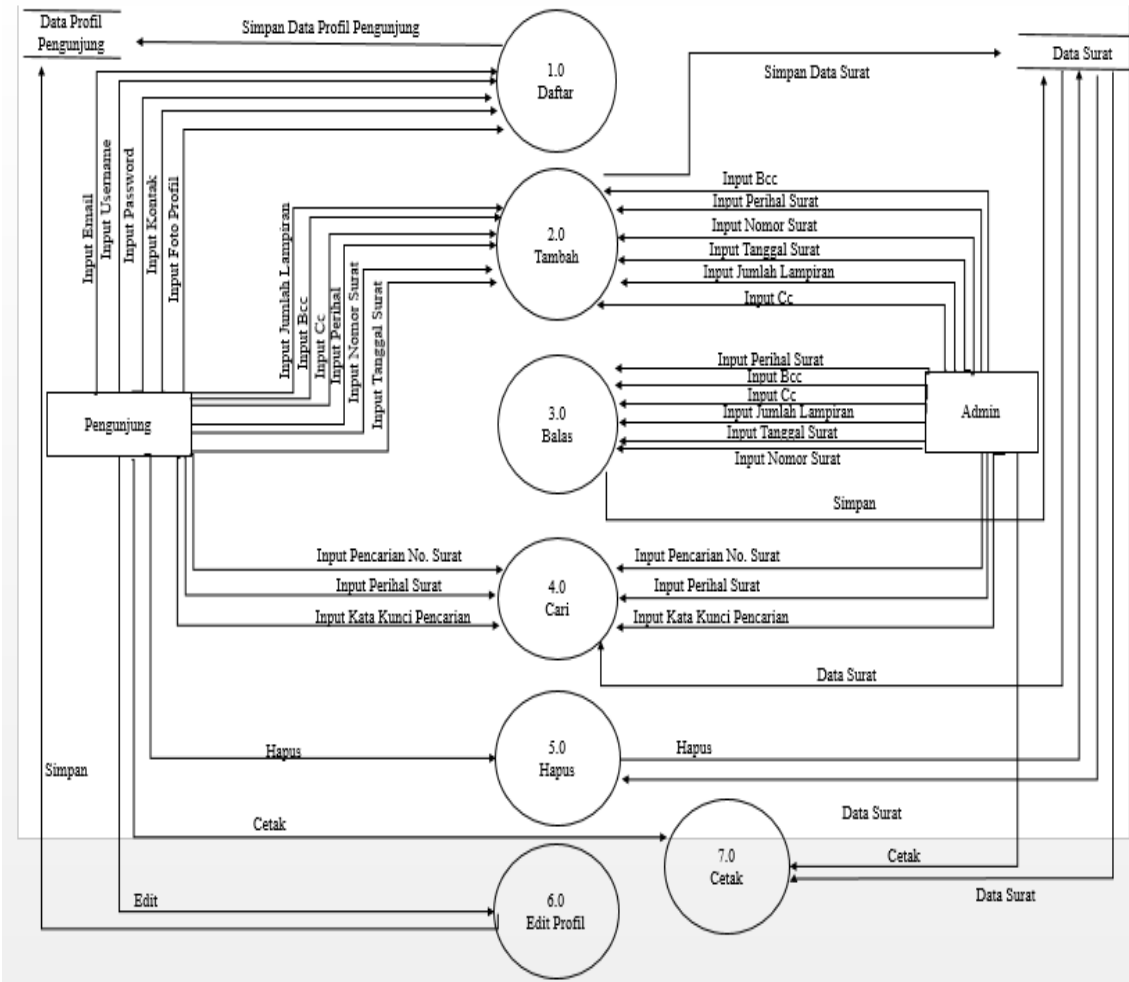 Data Profil
Pengunjung
Simpan Data Profil Pengunjung
1.0
Daftar
Simpan Data Surat
Data Surat
Input Email
Input Username
Input Password
Input Kontak
Input Foto Profil
Input Jumlah Lampiran
Input Bcc
Input Cc
Input Perihal
Input Nomor Surat
Input Tanggal Surat
2.0
Tambah
Input Bcc
Input Perihal Surat
Input Nomor Surat
Input Tanggal Surat
Input Jumlah Lampiran
Input Cc
Pengunjung
3.0
Balas
Input Perihal Surat
Input Bcc
Input Cc
Input Jumlah Lampiran
Input Tanggal Surat
Input Nomor Surat
Admin
Simpan
Input Pencarian No. Surat
Input Perihal Surat
Input Kata Kunci Pencarian
4.0
Cari
Input Pencarian No. Surat
Input Perihal Surat
Input Kata Kunci Pencarian
Data Surat
Hapus
5.0
Hapus
Hapus
Simpan
Data Surat
Cetak
7.0
Cetak
Cetak
Data Surat
Edit
6.0
Edit Profil